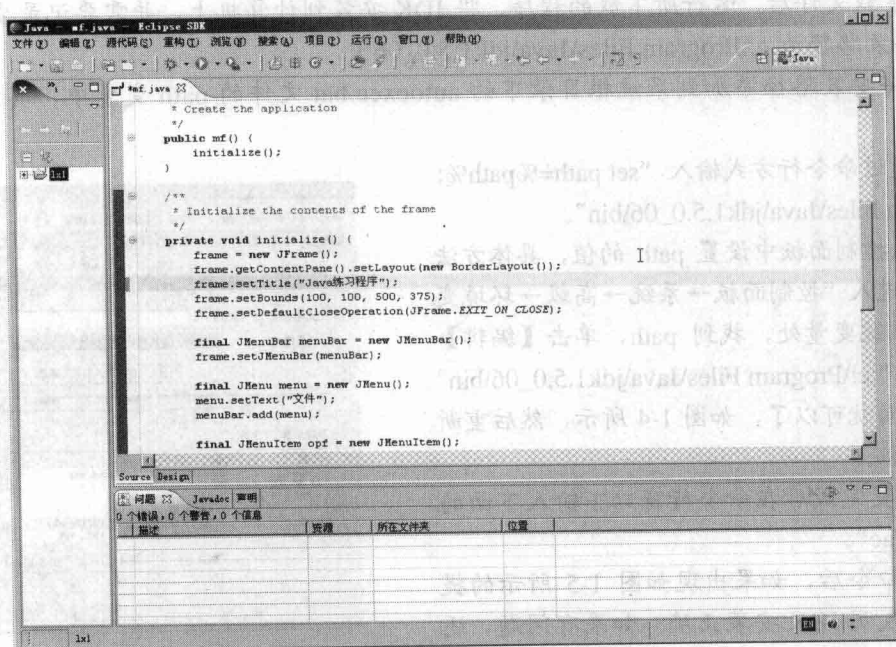 Java - mf.java - Eclipse SDK
文件(F) 编辑(E) 源代码(S) 重构(T) 浏览(N) 搜索(A) 项目(P) 运行(R) 窗口(W) 帮助(H)
Java
*mf.java
* Create the application
*/
public mf() {
initialize();
}
/**
* Initialize the contents of the frame
*/
private void initialize() {
frame = new JFrame();
frame.getContentPane().setLayout(new BorderLayout());
frame.setTitle("Java练习程序");
frame.setBounds(100, 100, 500, 375);
frame.setDefaultCloseOperation(JFrame.EXIT_ON_CLOSE);
final JMenuBar menuBar = new JMenuBar();
frame.setJMenuBar(menuBar);
final JMenu menu = new JMenu();
menu.setText("文件");
menuBar.add(menu);
final JMenuItem opf = new JMenuItem();
lxl
Source Design
问题 Javadoc 声明
0 个错误，0 个警告，0 个信息
描述 资源 所在文件夹 位置
lxl
EN